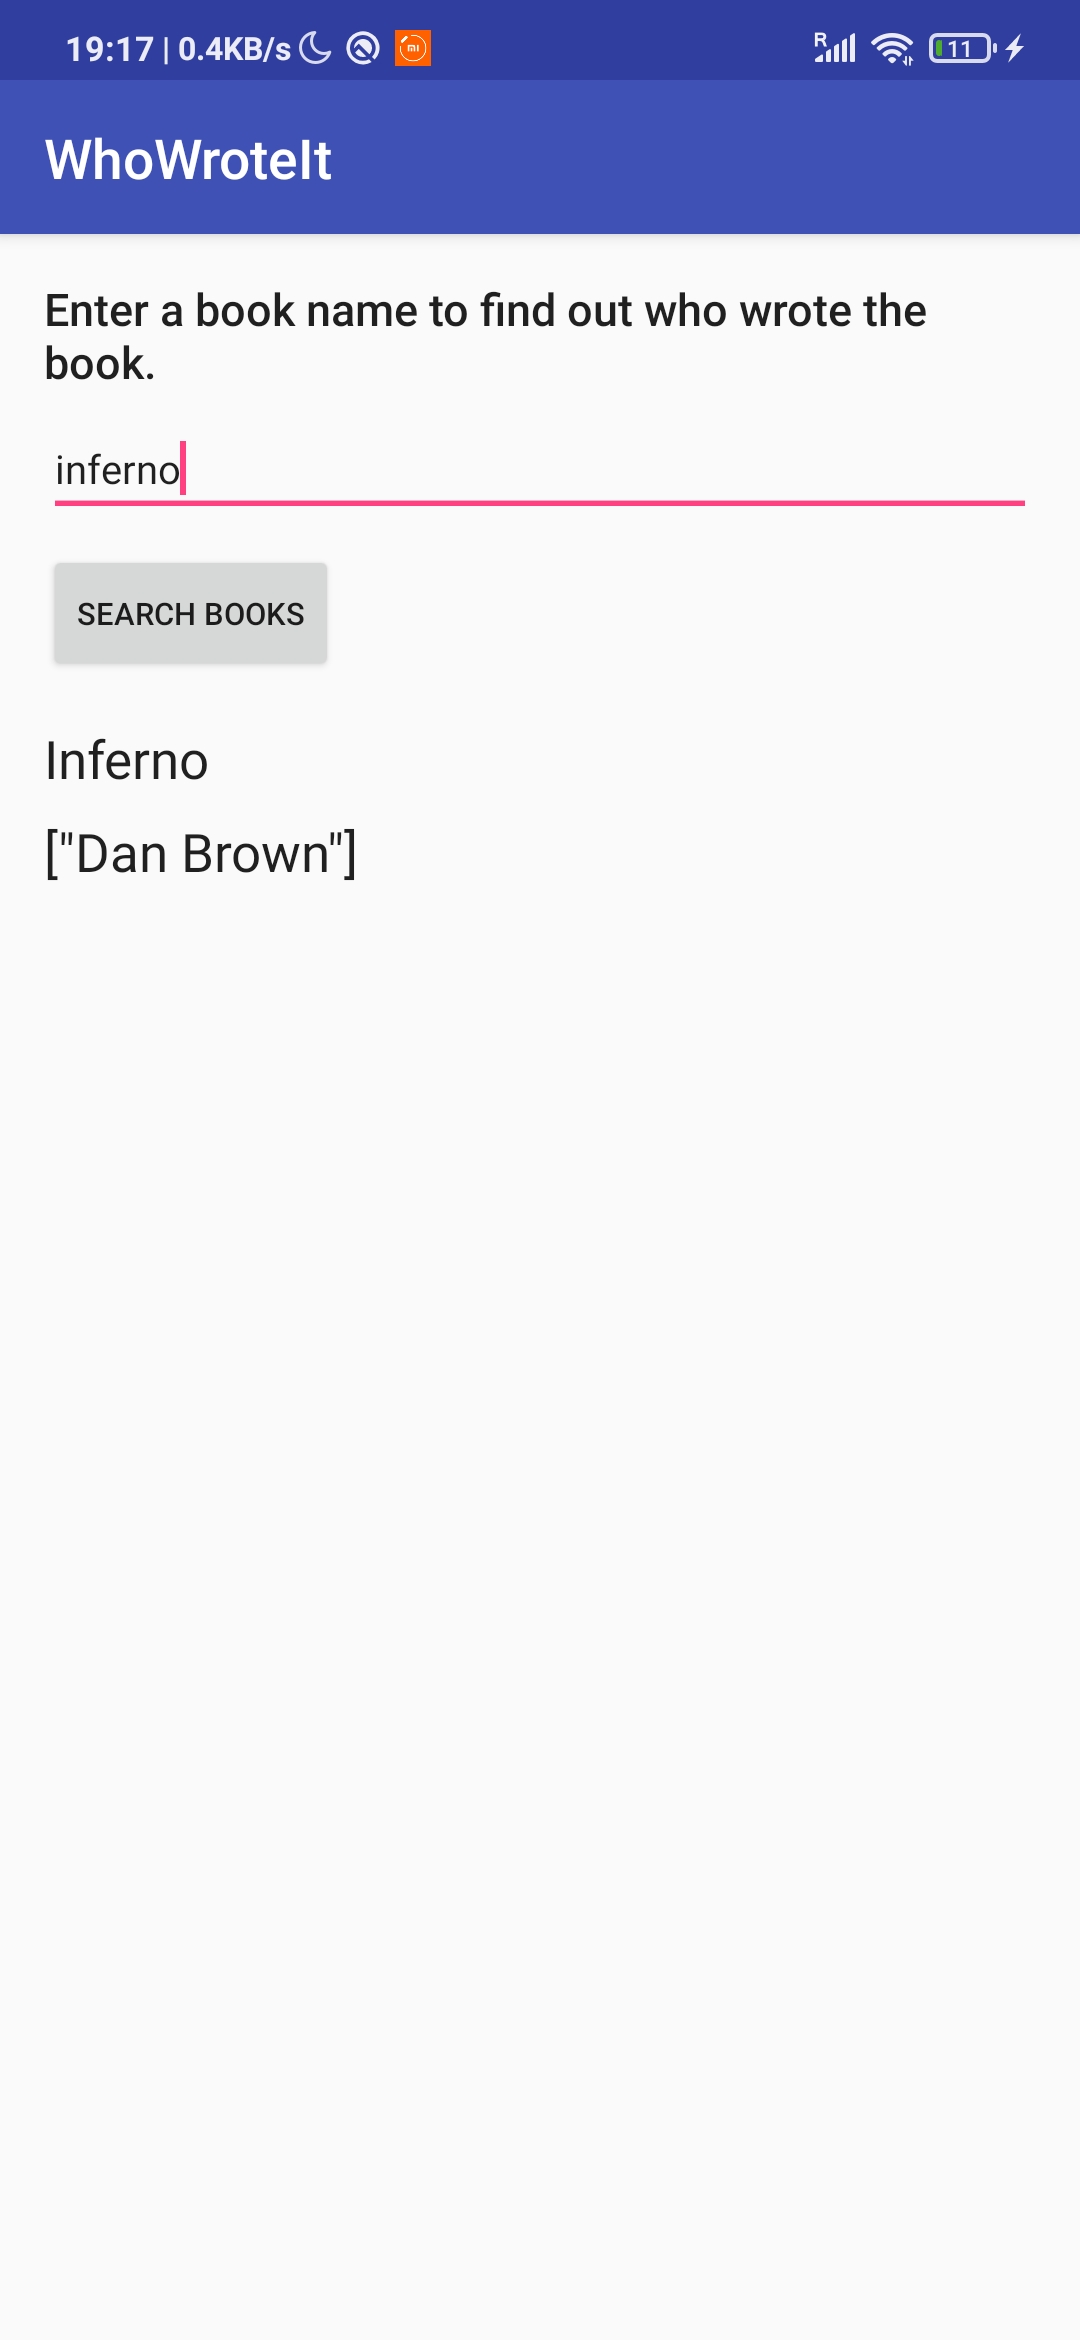 19:17 | 0.4KB/s mi R 11
WhoWroteIt
Enter a book name to find out who wrote the
book.
inferno
SEARCH BOOKS
Inferno
["Dan Brown"]